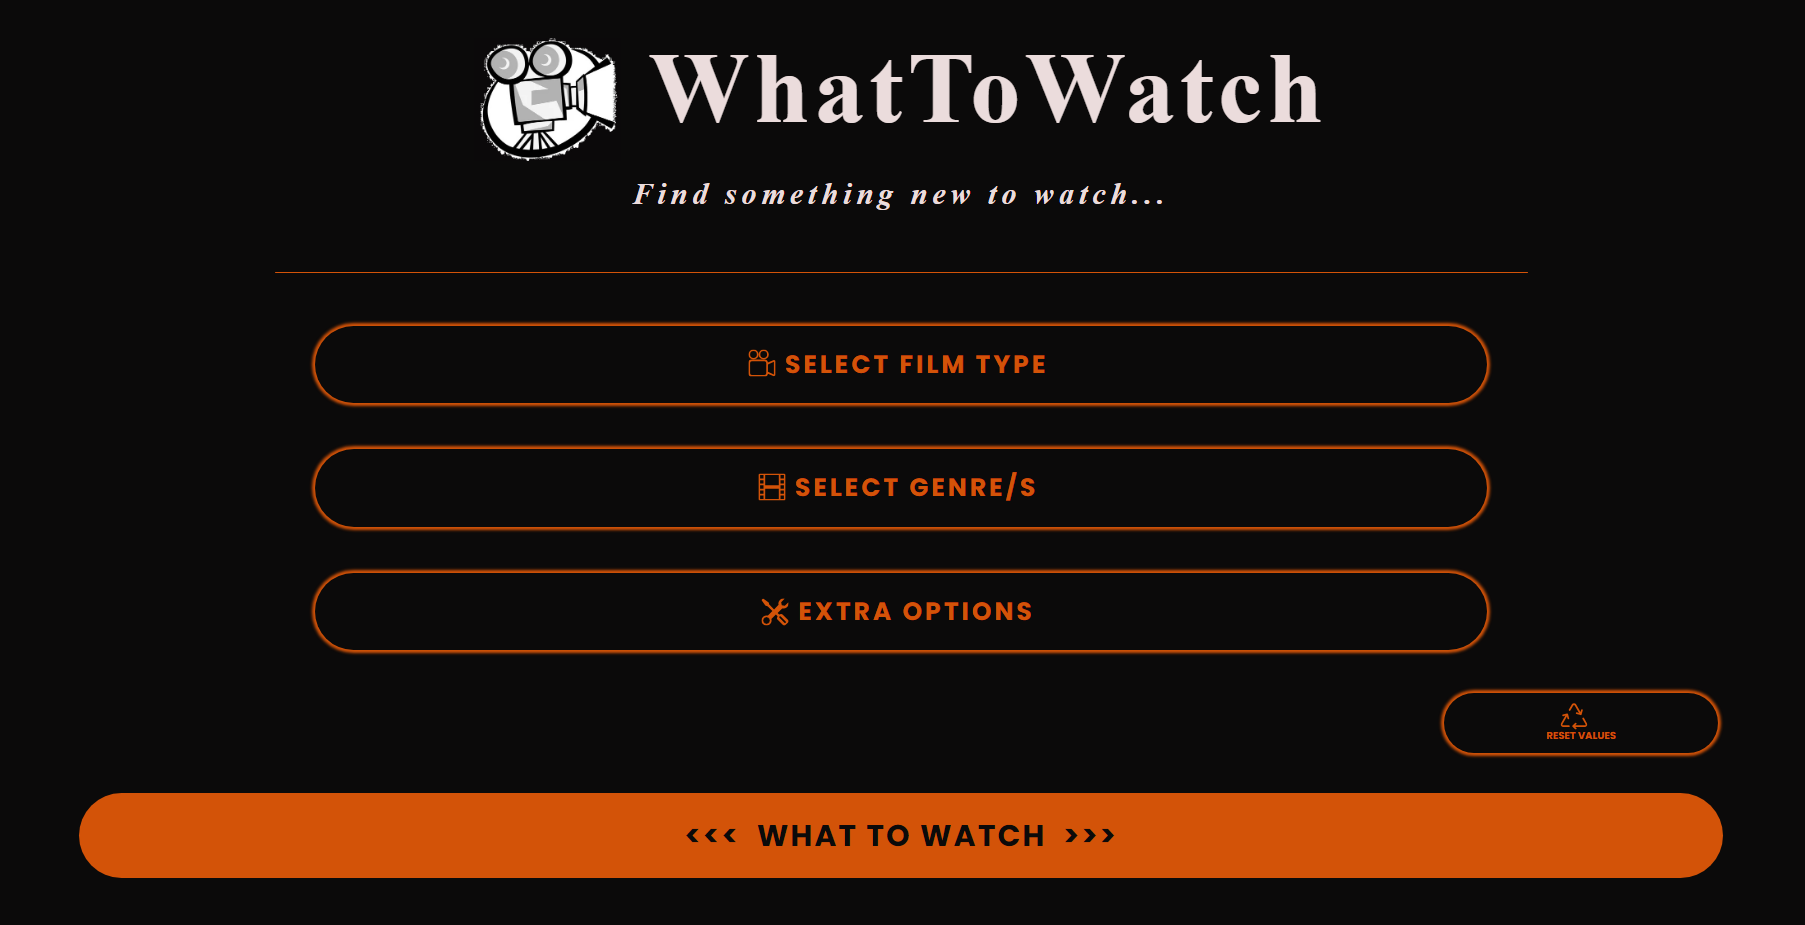 WhatToWatch
Find something new to watch...
SELECT FILM TYPE
SELECT GENRE/S
EXTRA OPTIONS
RESET VALUES
<<< WHAT TO WATCH >>>